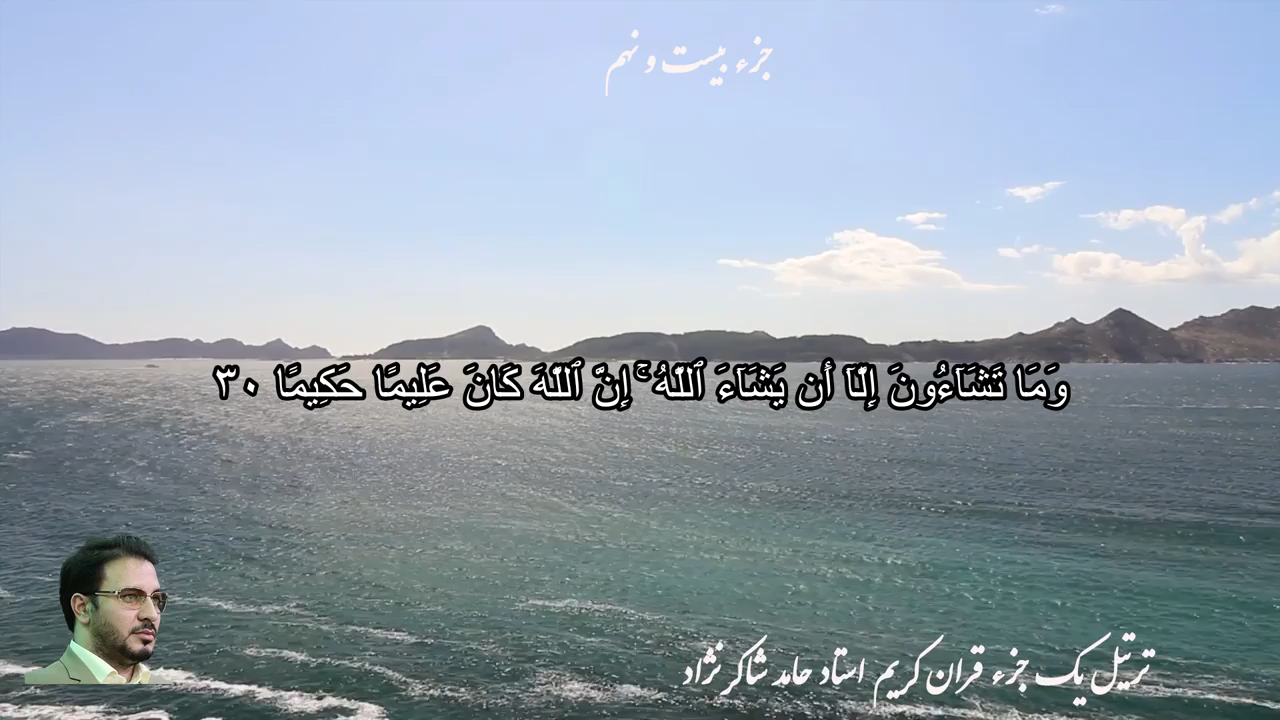 جزء بیست و نهم
وَمَا تَشَآءُونَ إِلَّآ أَن يَشَآءَ ٱللَّهُ ۚ إِنَّ ٱللَّهَ كَانَ عَلِيمًا حَكِيمًا ٣٠
ترتیل یک جزء قران کریم استاد حامد شاکرنژاد